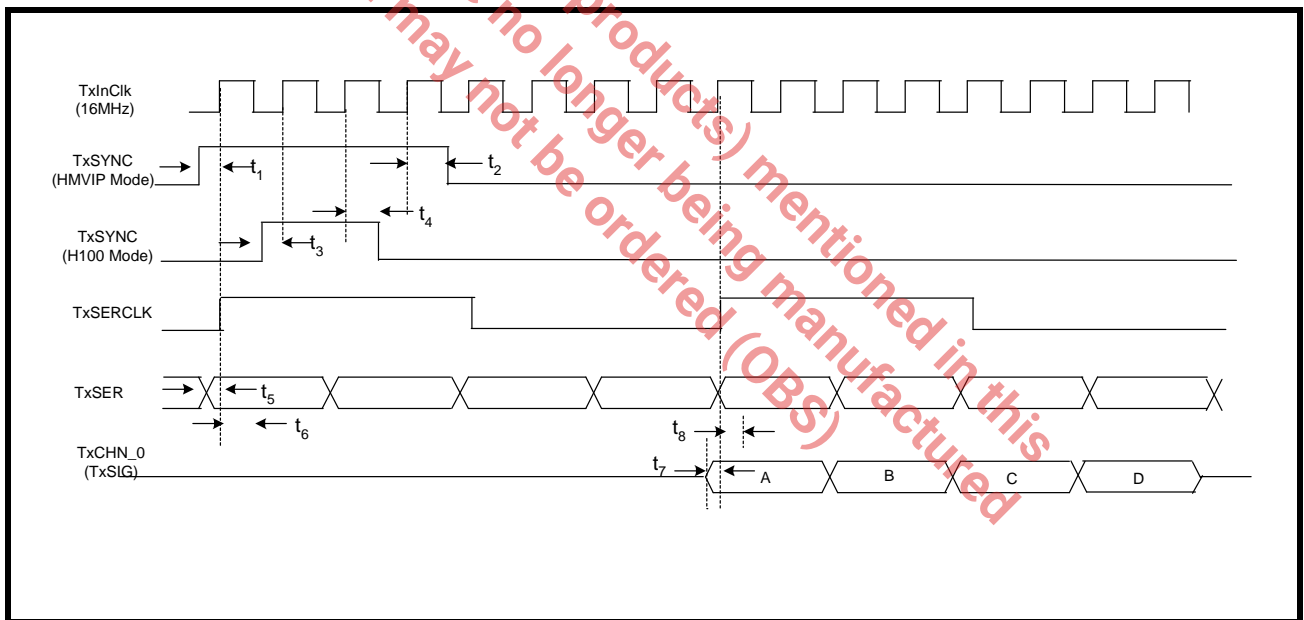 products) mentioned in this
no longer being manufactured
may not be ordered (OBS)
TxInClk
(16MHz)
TxSYNC
(HMVIP Mode)
t1
t2
TxSYNC
(H100 Mode)
t3
t4
TxSERCLK
TxSER
t5
t6
TxCHN_0
(TxSIG)
t7
t8
A
B
C
D